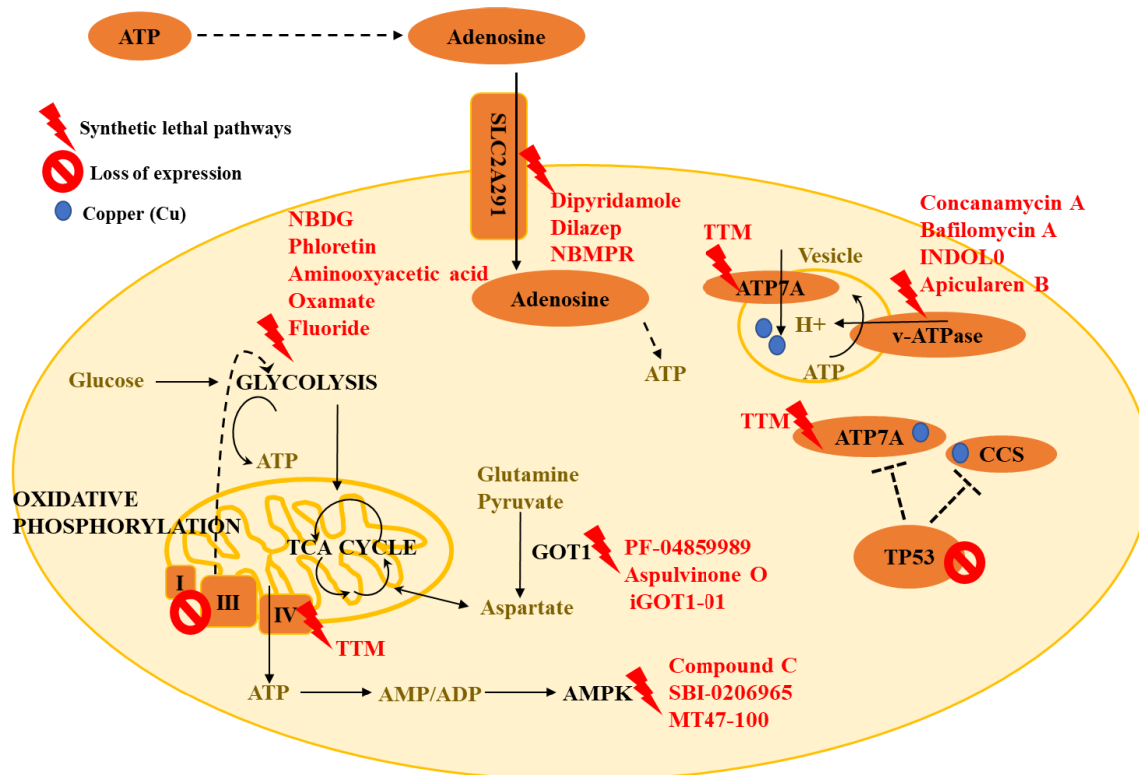 ATP
Adenosine
Synthetic lethal pathways
Loss of expression
Copper (Cu)
SLC2A291
Dipyridamole
Dilazep
NBMPR
Adenosine
ATP
NBDG
Phloretin
Aminooxyacetic acid
Oxamate
Fluoride
Glucose
GLYCOLYSIS
ATP
TTM
Vesicle
ATP7A
H+
ATP
Concanamycin A
Bafilomycin A
INDOL0
Apicularen B
v-ATPase
TTM
ATP7A
CCS
TP53
OXIDATIVE
PHOSPHORYLATION
TCA CYCLE
I
III
IV
TTM
Glutamine
Pyruvate
GOT1
Aspartate
PF-04859989
Aspulvinone O
iGOT1-01
ATP
AMP/ADP
AMPK
Compound C
SBI-0206965
MT47-100